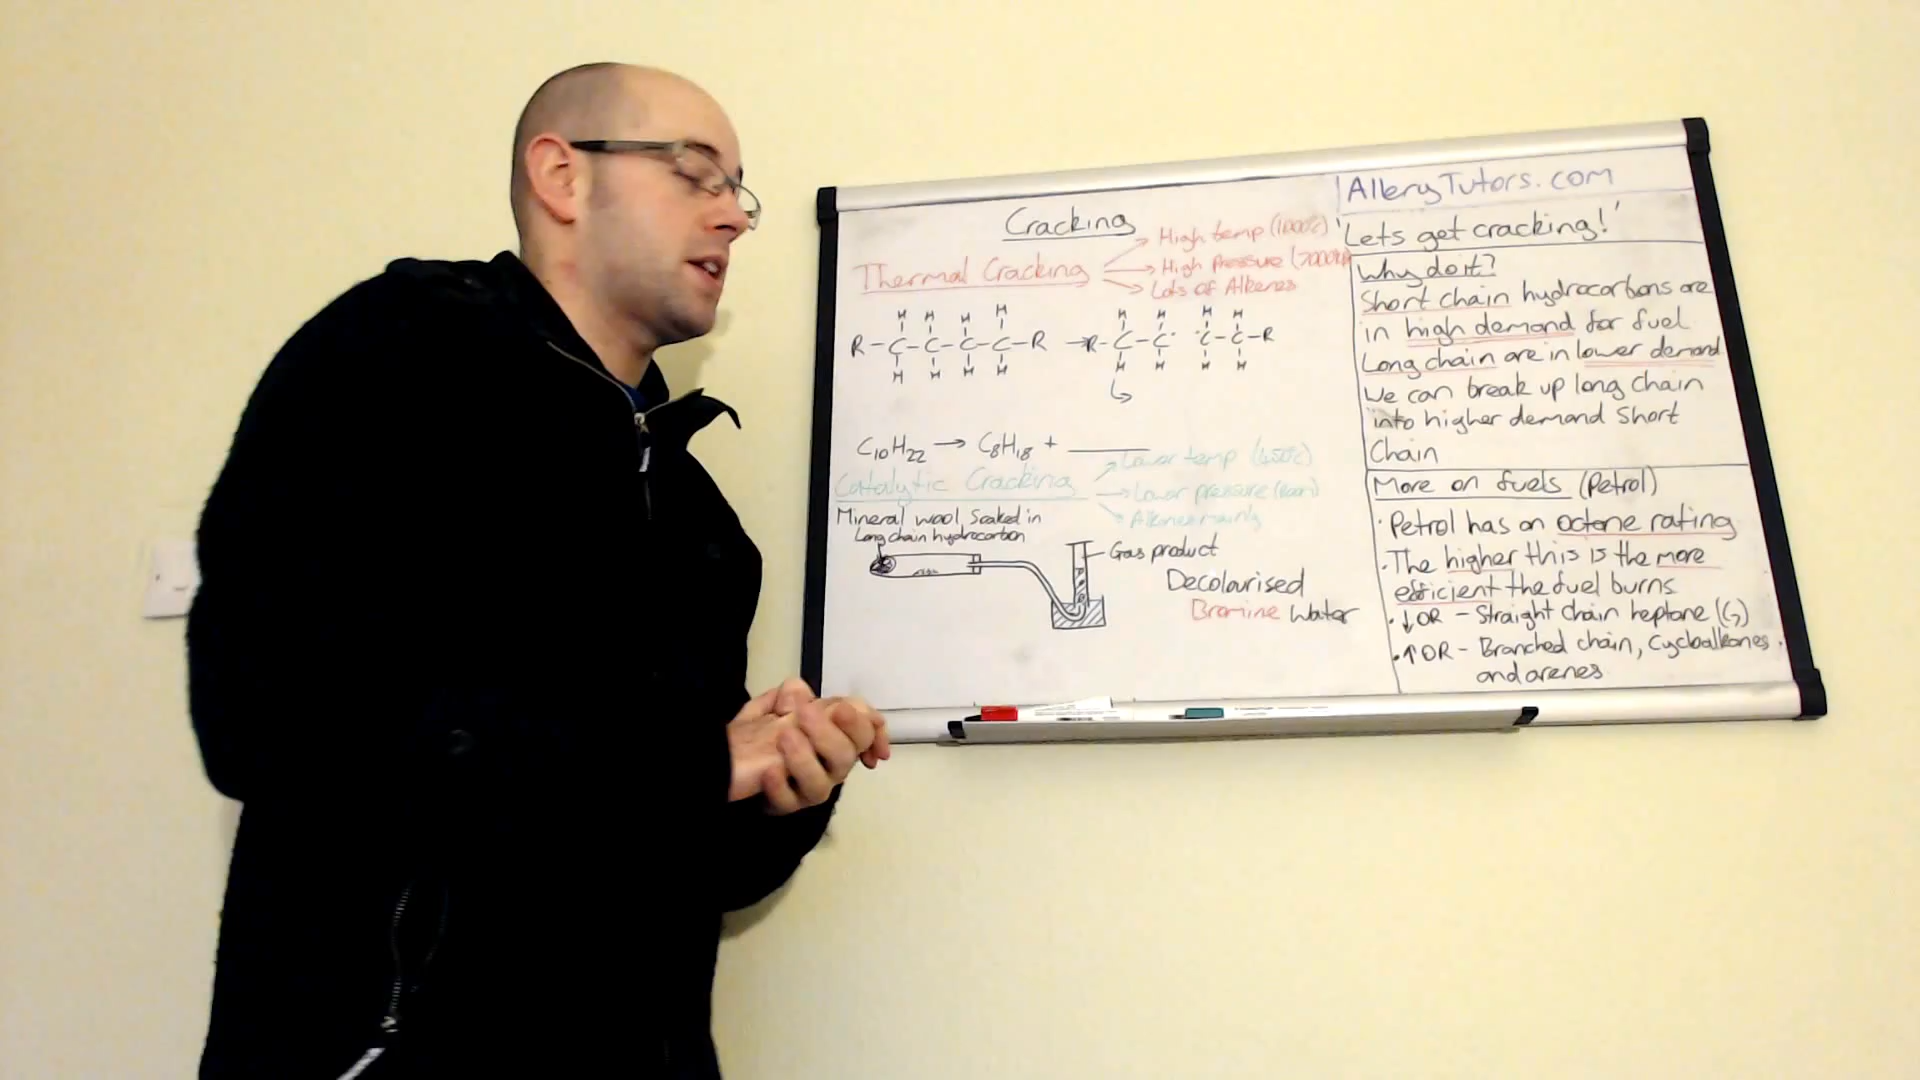 Cracking
Thermal Cracking
High temp (1000°C)
High Pressure (7000kPa
Lots of Alkenes
H H H H
R-C-C-C-C-R
H H H H
H H H H
R-C-C· ·C-C-R
H H H H
C10H22 → C8H18 +
Catalytic Cracking
Lower temp (450°C)
Lower pressure
Mineral wool Soaked in
Long chain hydrocarbon
Gas product
Decolourised
Bromine Water
AlleryTutors.com
'Lets get cracking!'
Why do it?
Short chain hydrocarbons are
in high demand for fuel
Long chain are in lower demand
We can break up long chain
into higher demand Short
Chain
More on fuels (Petrol)
· Petrol has an octane rating
· The higher this is the more
efficient the fuel burns
· ↓OR - Straight chain heptane (C7)
· ↑OR - Branched chain, Cycloalkanes
and arenes